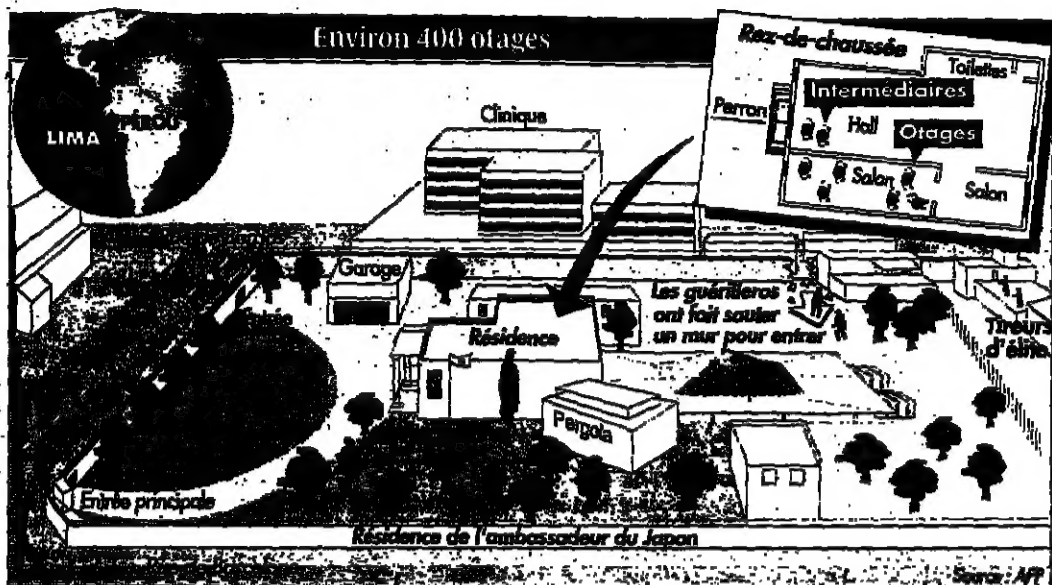 Environ 400 otages
PÉROU
LIMA
Rez-de-chaussée
Toilettes
Intermédiaires
Perron
Hall
Otages
Salon
Salon
Clinique
Garage
Entrée
Les guérilleros
ont fait sauter
un mur pour entrer
Tireurs
d'élite
Résidence
Pergola
Entrée principale
Résidence de l'ambassadeur du Japon
Source AFP